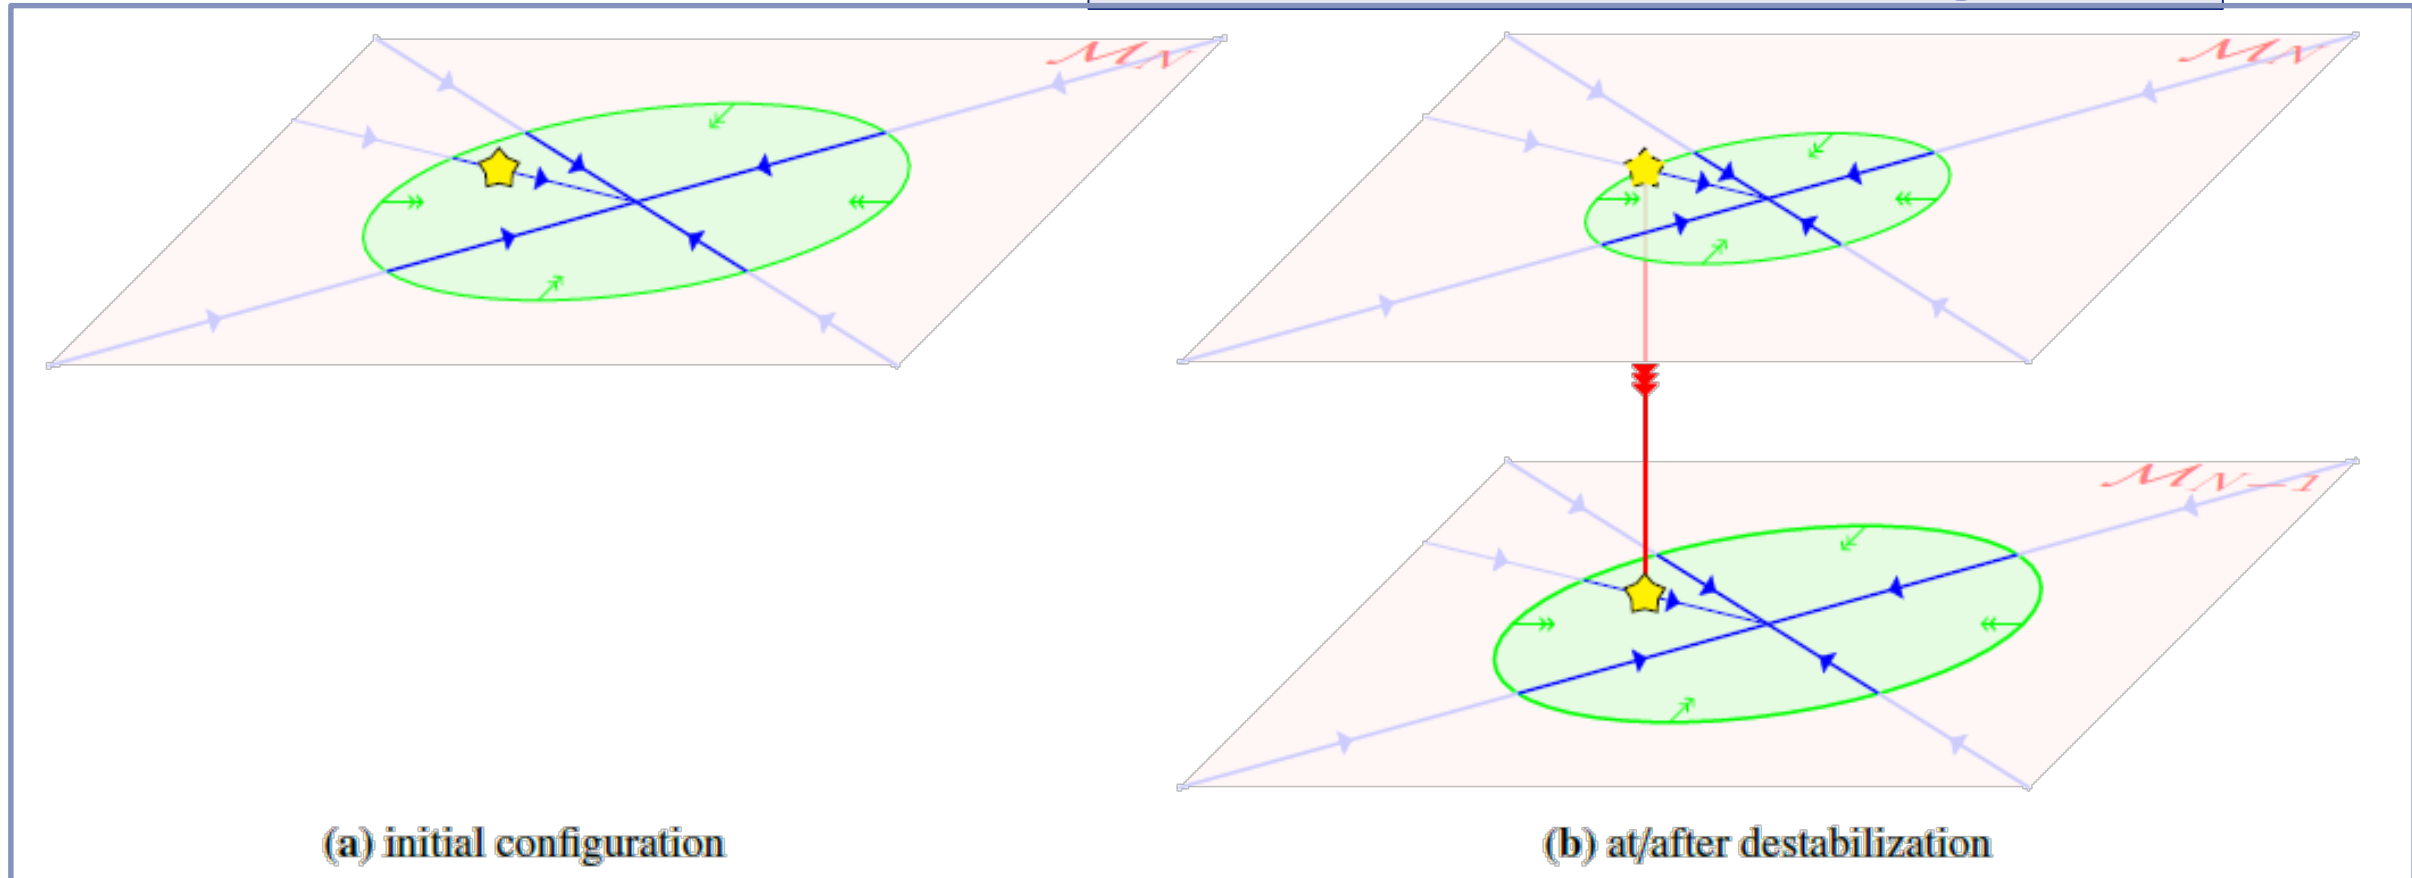 𝓜N
𝓜N
𝓜N−1
(a) initial configuration
(b) at/after destabilization